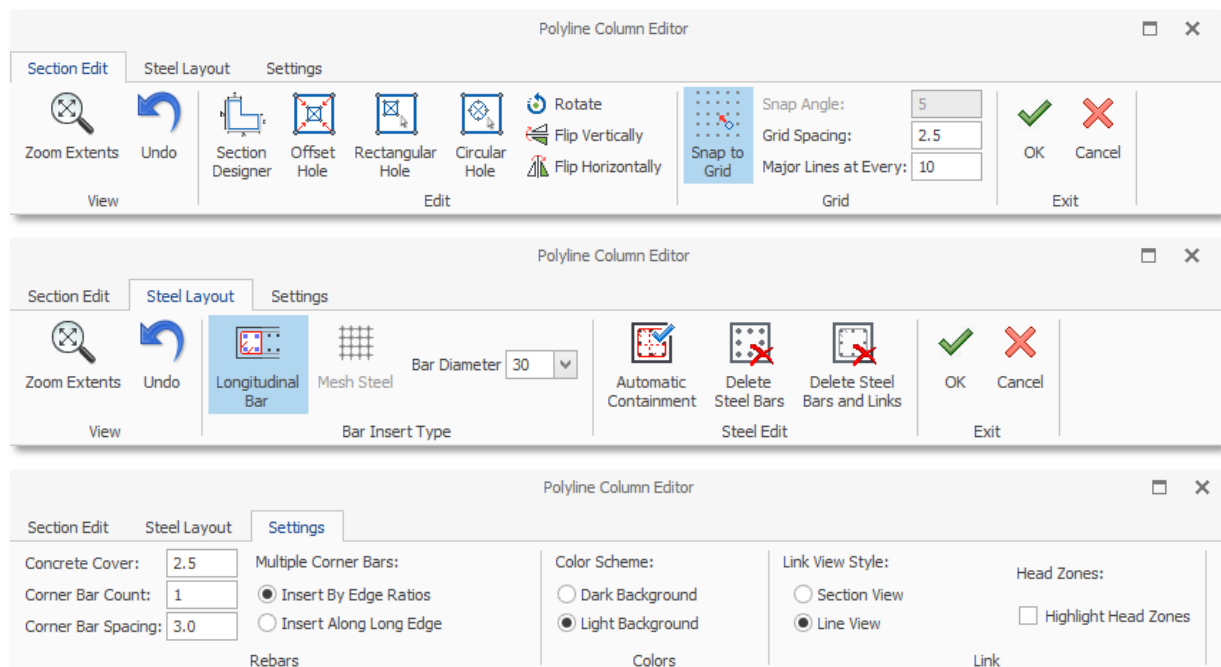 Polyline Column Editor
Section Edit Steel Layout Settings
Zoom Extents
Undo
Section Designer
Offset Hole
Rectangular Hole
Circular Hole
Rotate
Flip Vertically
Flip Horizontally
Snap to Grid
Snap Angle: 5
Grid Spacing: 2.5
Major Lines at Every: 10
OK
Cancel
View Edit Grid Exit
Polyline Column Editor
Section Edit Steel Layout Settings
Zoom Extents
Undo
Longitudinal Bar
Mesh Steel
Bar Diameter 30
Automatic Containment
Delete Steel Bars
Delete Steel Bars and Links
OK
Cancel
View Bar Insert Type Steel Edit Exit
Polyline Column Editor
Section Edit Steel Layout Settings
Concrete Cover: 2.5
Corner Bar Count: 1
Corner Bar Spacing: 3.0
Multiple Corner Bars:
Insert By Edge Ratios
Insert Along Long Edge
Color Scheme:
Dark Background
Light Background
Link View Style:
Section View
Line View
Head Zones:
Highlight Head Zones
Rebars Colors Link